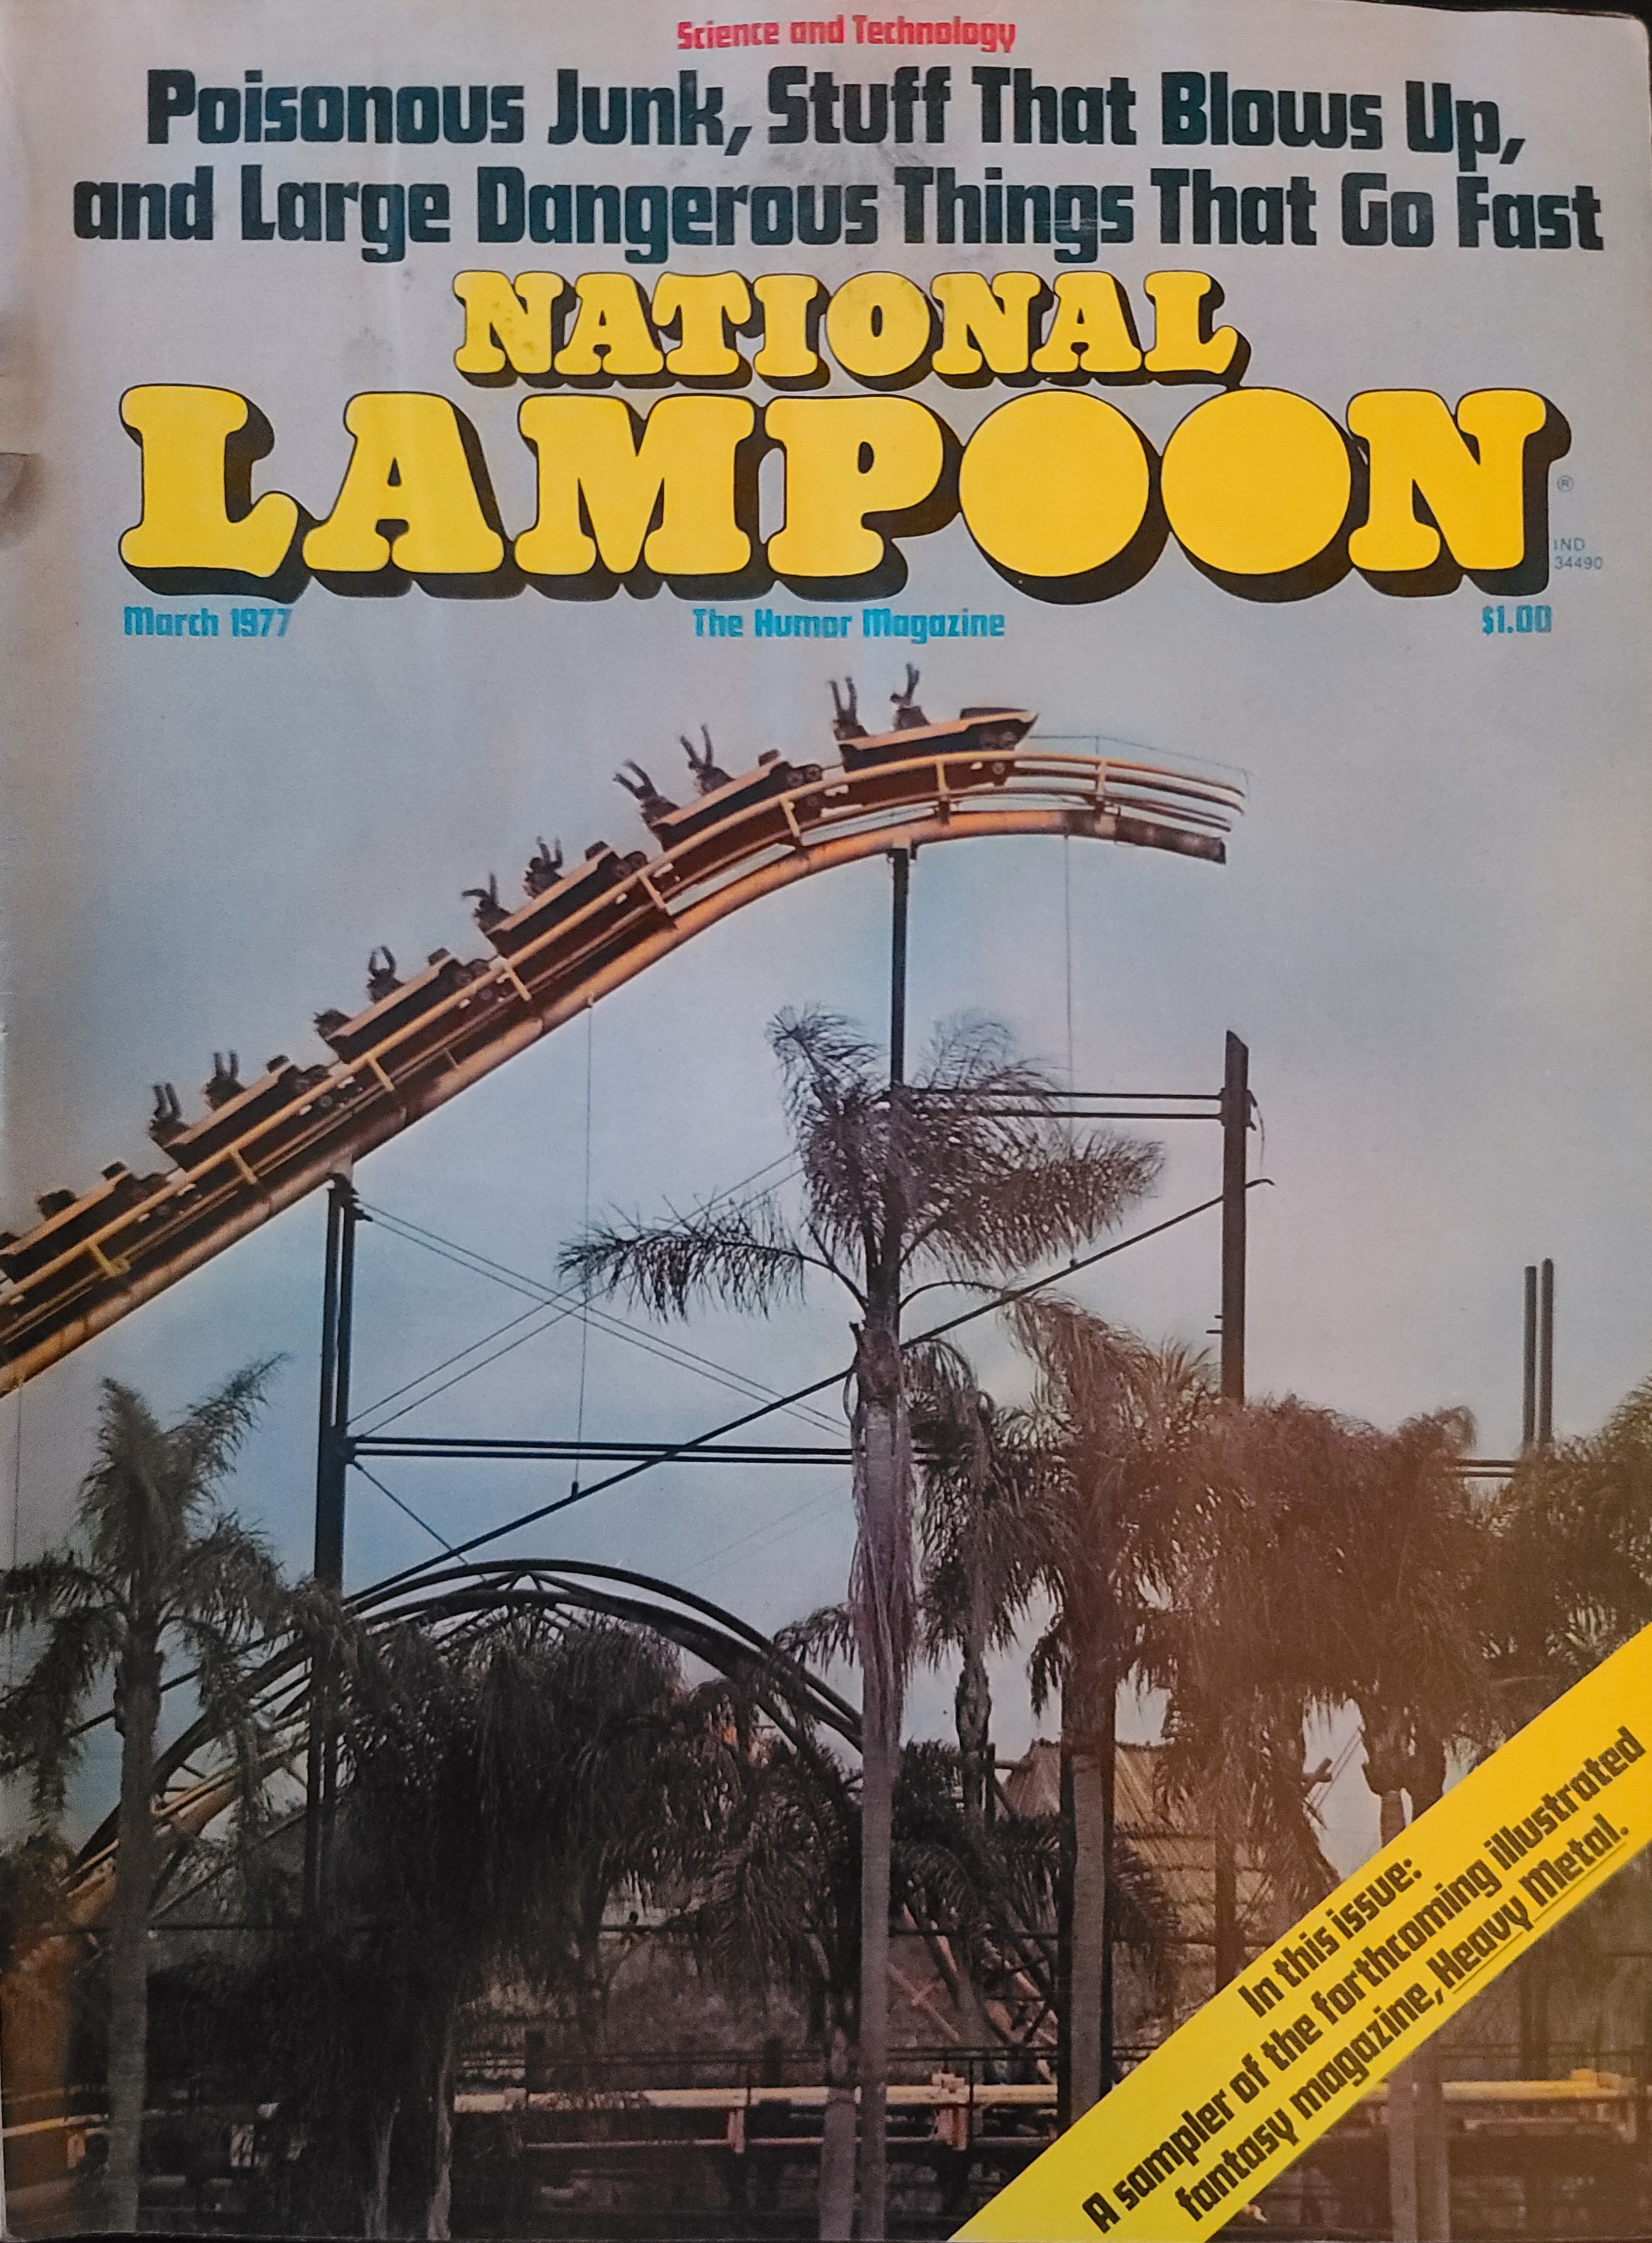 Science and Technology
Poisonous Junk, Stuff That Blows Up,
and Large Dangerous Things That Go Fast
NATIONAL
LAMPOON
®
IND
34490
March 1977
The Humor Magazine
$1.00
In this issue:
A sampler of the forthcoming illustrated
fantasy magazine, Heavy Metal.